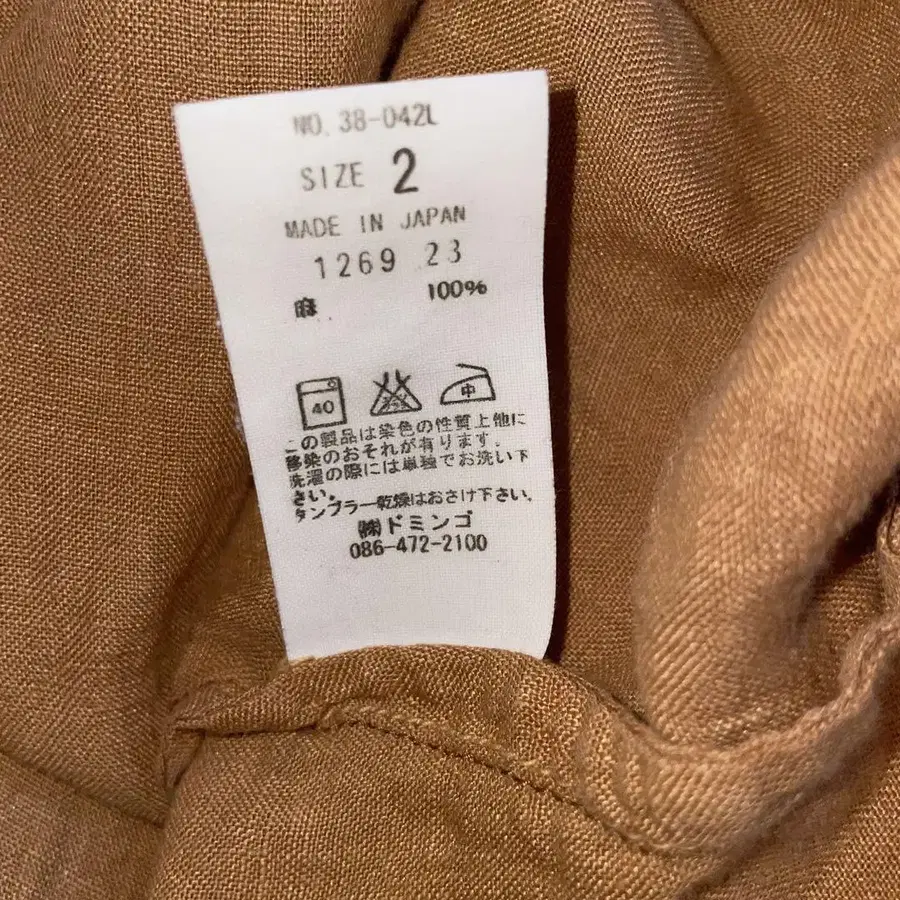 NO. 38-042L
SIZE 2
MADE IN JAPAN
1269 23
麻 100%
40 中
この製品は染色の性質上他に
移染のおそれが有ります。
洗濯の際には単独でお洗い下
さい。
タンブラー乾燥はおさけ下さい。
㈱ドミンゴ
086-472-2100